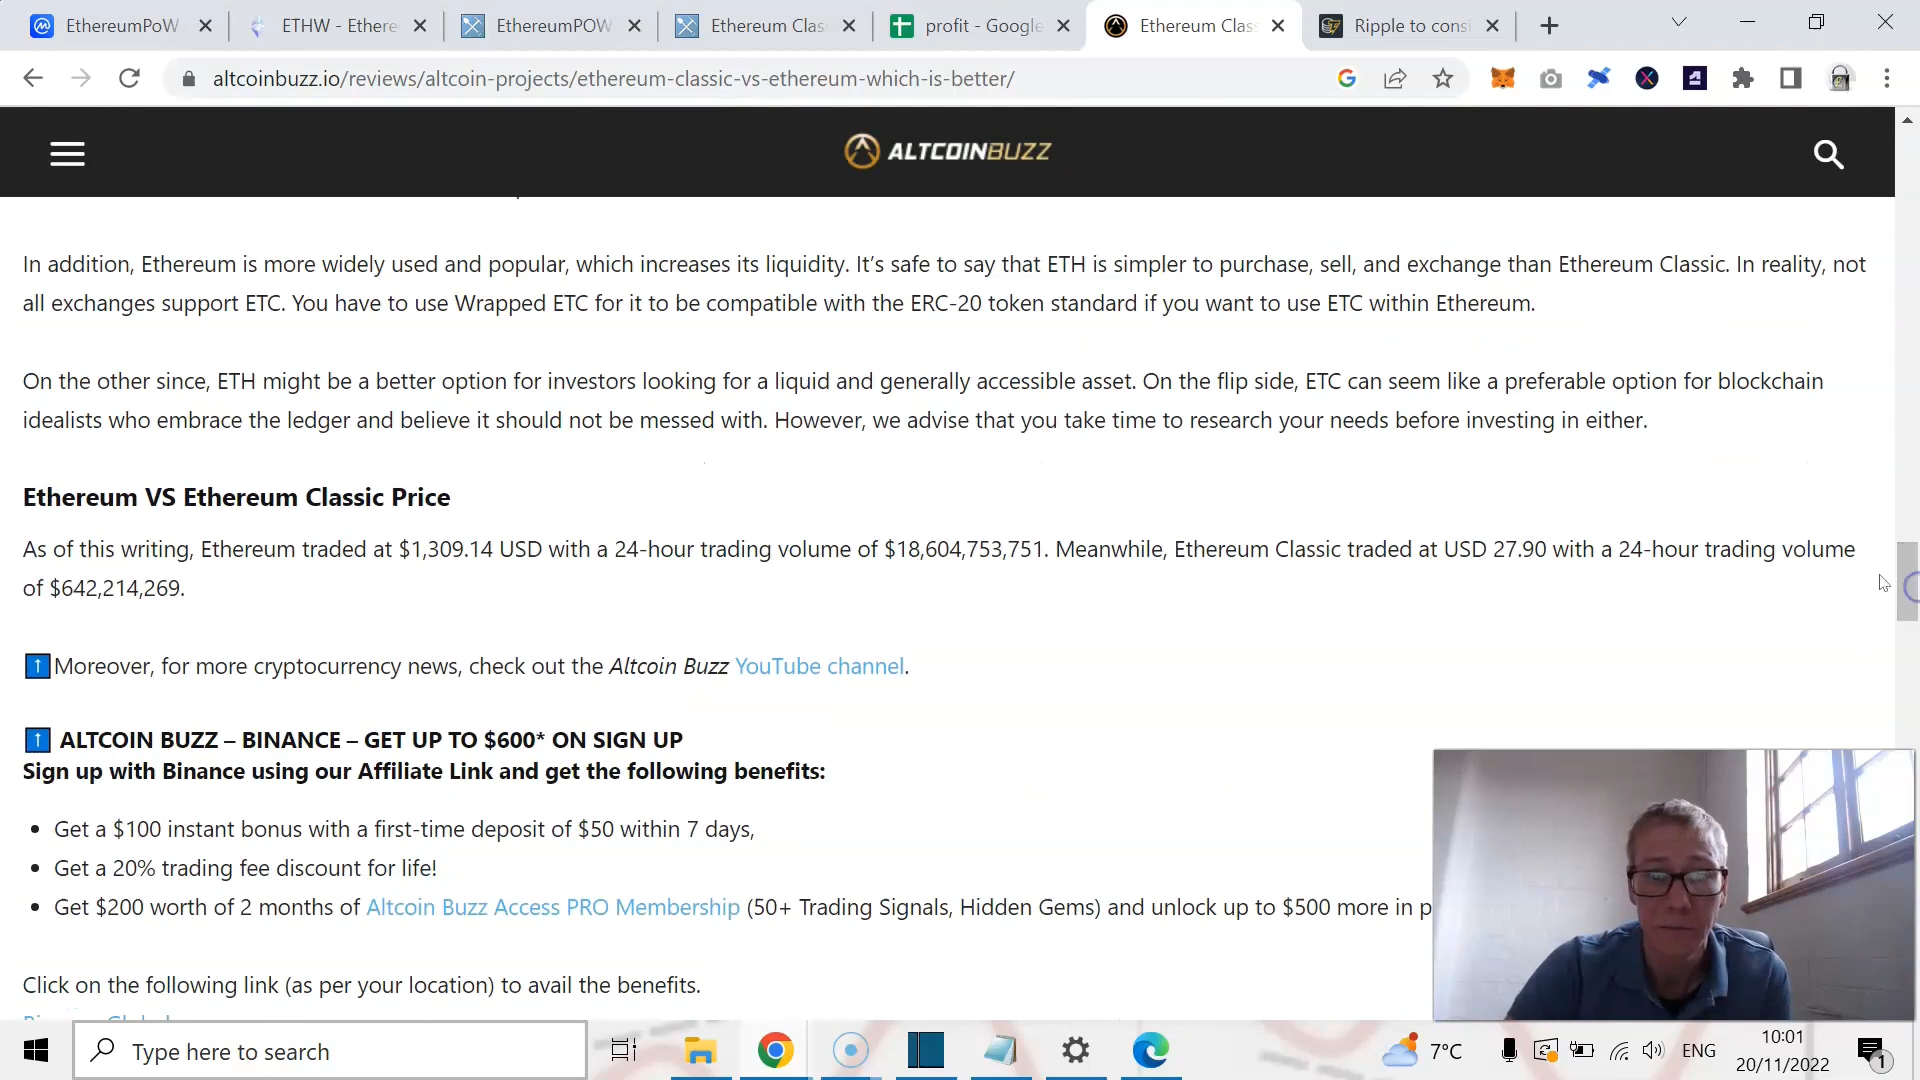 EthereumPoW
ETHW - Ethere
EthereumPOW
Ethereum Clas
profit - Google
Ethereum Clas
Ripple to consi
altcoinbuzz.io/reviews/altcoin-projects/ethereum-classic-vs-ethereum-which-is-better/
ALTCOINBUZZ
In addition, Ethereum is more widely used and popular, which increases its liquidity. It’s safe to say that ETH is simpler to purchase, sell, and exchange than Ethereum Classic. In reality, not
all exchanges support ETC. You have to use Wrapped ETC for it to be compatible with the ERC-20 token standard if you want to use ETC within Ethereum.
On the other since, ETH might be a better option for investors looking for a liquid and generally accessible asset. On the flip side, ETC can seem like a preferable option for blockchain
idealists who embrace the ledger and believe it should not be messed with. However, we advise that you take time to research your needs before investing in either.
Ethereum VS Ethereum Classic Price
As of this writing, Ethereum traded at $1,309.14 USD with a 24-hour trading volume of $18,604,753,751. Meanwhile, Ethereum Classic traded at USD 27.90 with a 24-hour trading volume
of $642,214,269.
Moreover, for more cryptocurrency news, check out the Altcoin Buzz YouTube channel.
ALTCOIN BUZZ – BINANCE – GET UP TO $600* ON SIGN UP
Sign up with Binance using our Affiliate Link and get the following benefits:
Get a $100 instant bonus with a first-time deposit of $50 within 7 days,
Get a 20% trading fee discount for life!
Get $200 worth of 2 months of Altcoin Buzz Access PRO Membership (50+ Trading Signals, Hidden Gems) and unlock up to $500 more in p
Click on the following link (as per your location) to avail the benefits.
Type here to search
7°C
ENG
10:01
20/11/2022
1